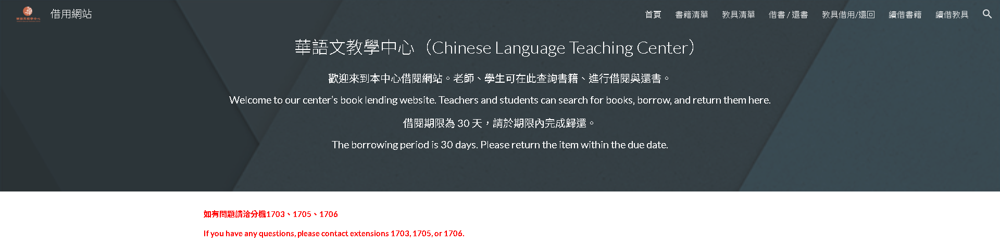 華語文教學中心
借用網站
首頁
書籍清單
教具清單
借書 / 還書
教具借用/還回
續借書籍
續借教具
華語文教學中心（Chinese Language Teaching Center）
歡迎來到本中心借閱網站。老師、學生可在此查詢書籍、進行借閱與還書。
Welcome to our center’s book lending website. Teachers and students can search for books, borrow, and return them here.
借閱期限為 30 天，請於期限內完成歸還。
The borrowing period is 30 days. Please return the item within the due date.
如有問題請洽分機1703、1705、1706
If you have any questions, please contact extensions 1703, 1705, or 1706.